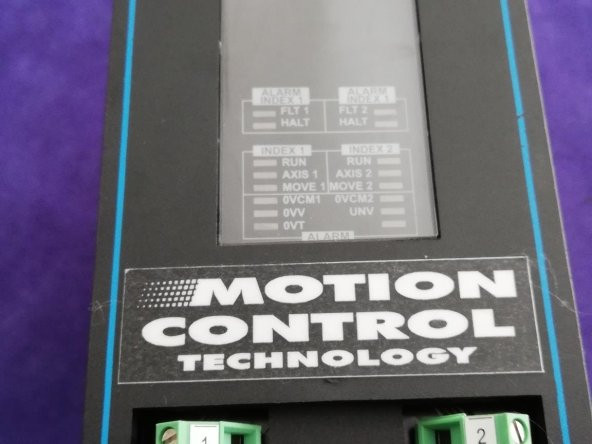 ALARM ALARM
INDEX 1 INDEX 1
FLT 1 FLT 2
HALT HALT
INDEX 1 INDEX 2
RUN RUN
AXIS 1 AXIS 2
MOVE 1 MOVE 2
0VCM1 0VCM2
0VV UNV
0VT
ALARM
MOTION
CONTROL
TECHNOLOGY
1 2